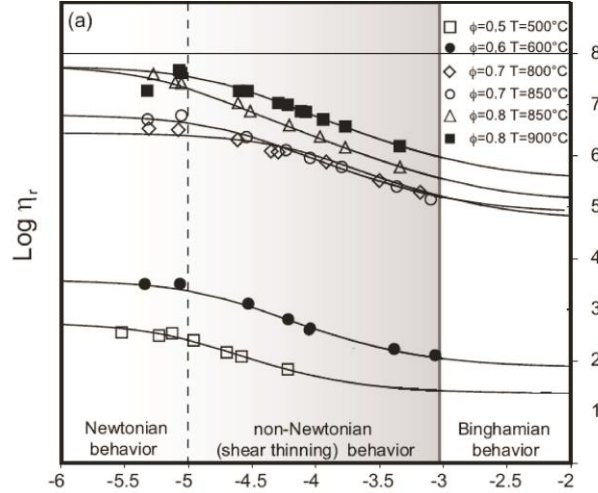 (a)
ϕ=0.5 T=500°C
ϕ=0.6 T=600°C
ϕ=0.7 T=800°C
ϕ=0.7 T=850°C
ϕ=0.8 T=850°C
ϕ=0.8 T=900°C
8
7
6
5
4
3
2
1
Log ηr
Newtonian
behavior
non-Newtonian
(shear thinning) behavior
Binghamian
behavior
-6 -5.5 -5 -4.5 -4 -3.5 -3 -2.5 -2